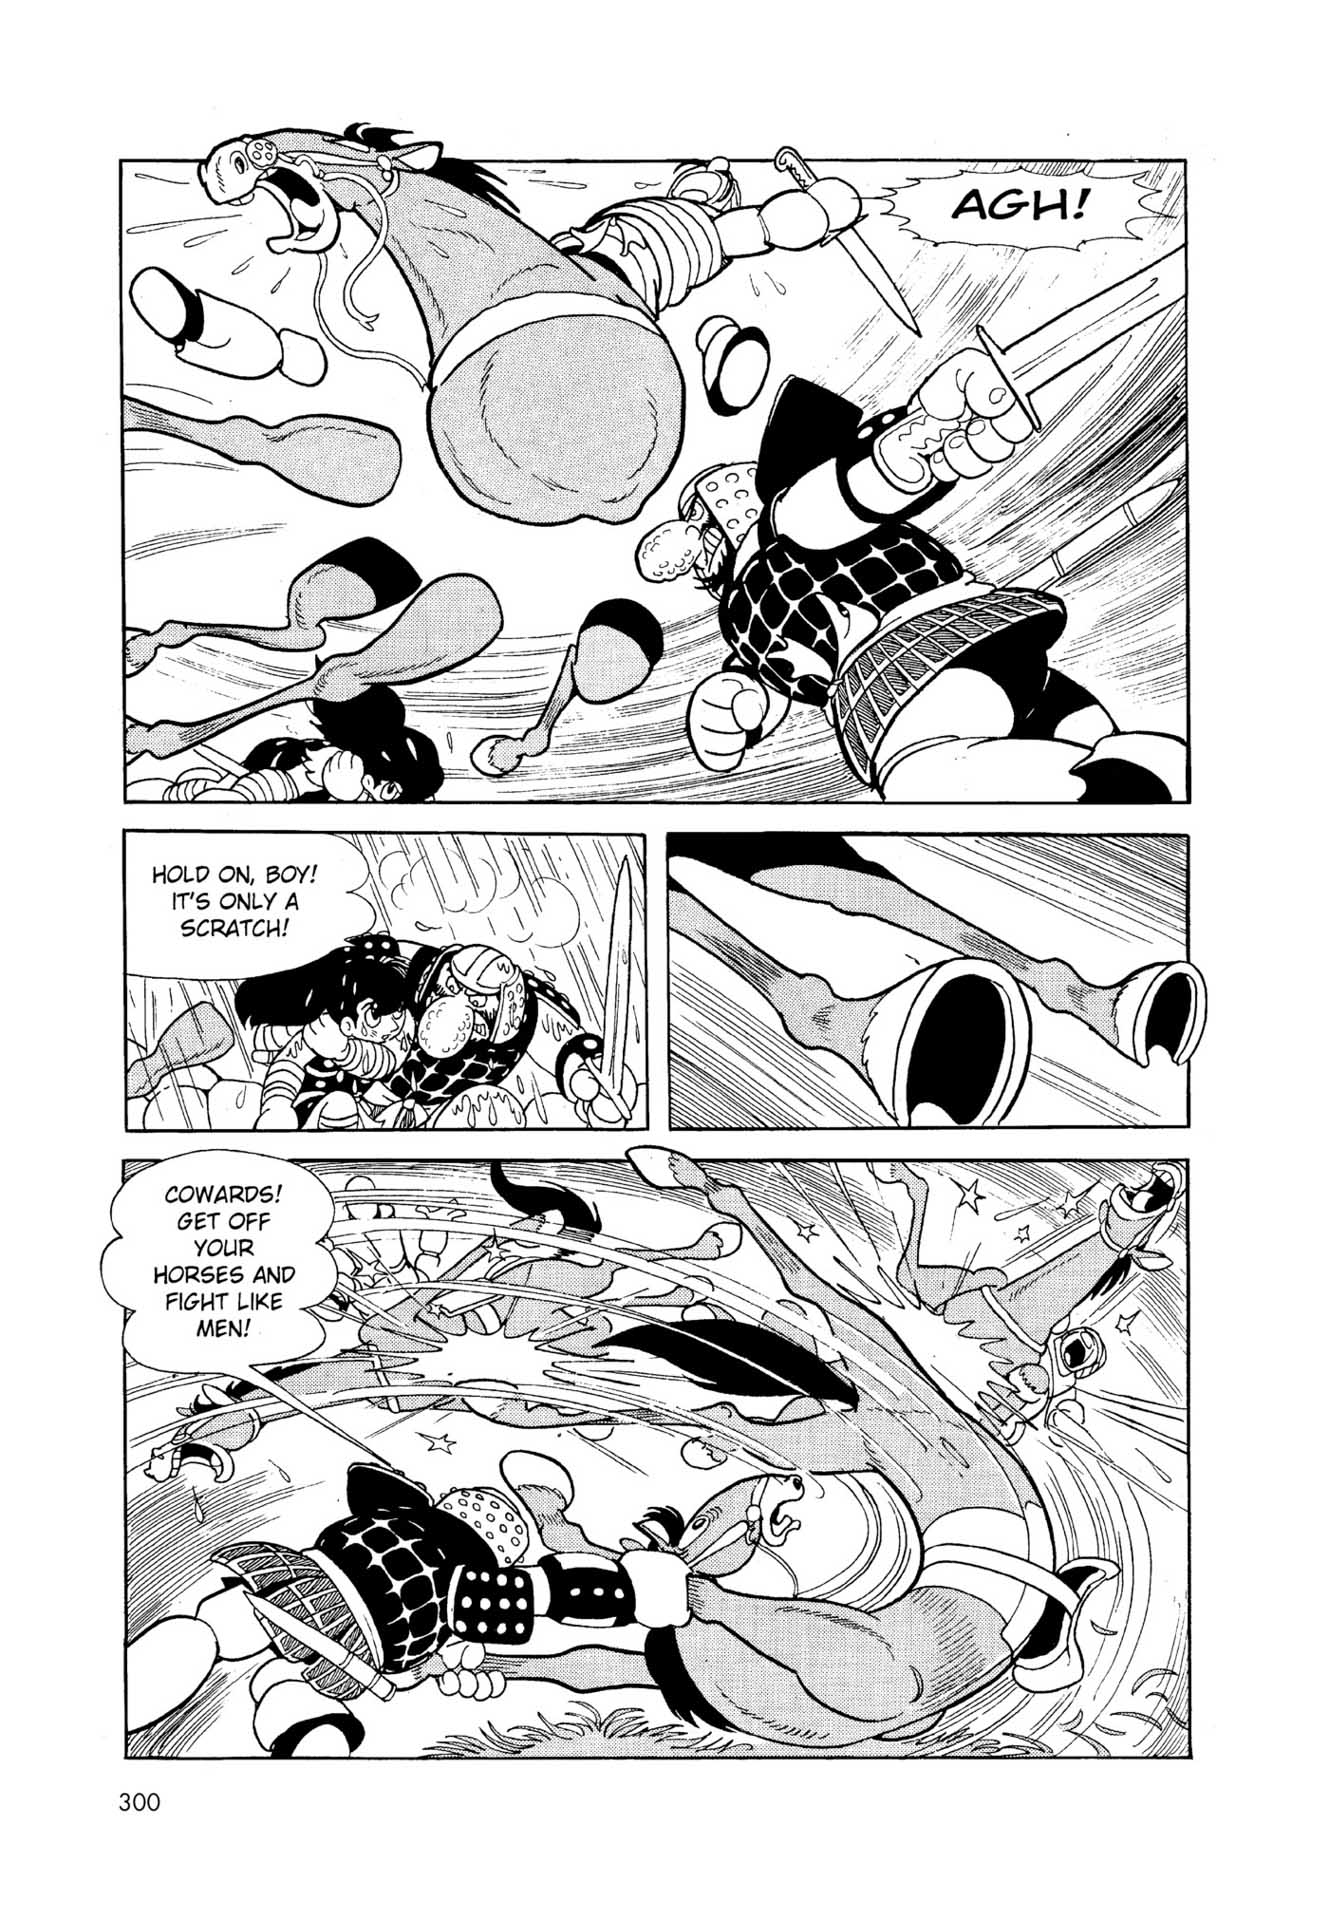 AGH!
HOLD ON, BOY!
IT'S ONLY A
SCRATCH!
COWARDS!
GET OFF
YOUR
HORSES AND
FIGHT LIKE
MEN!
300